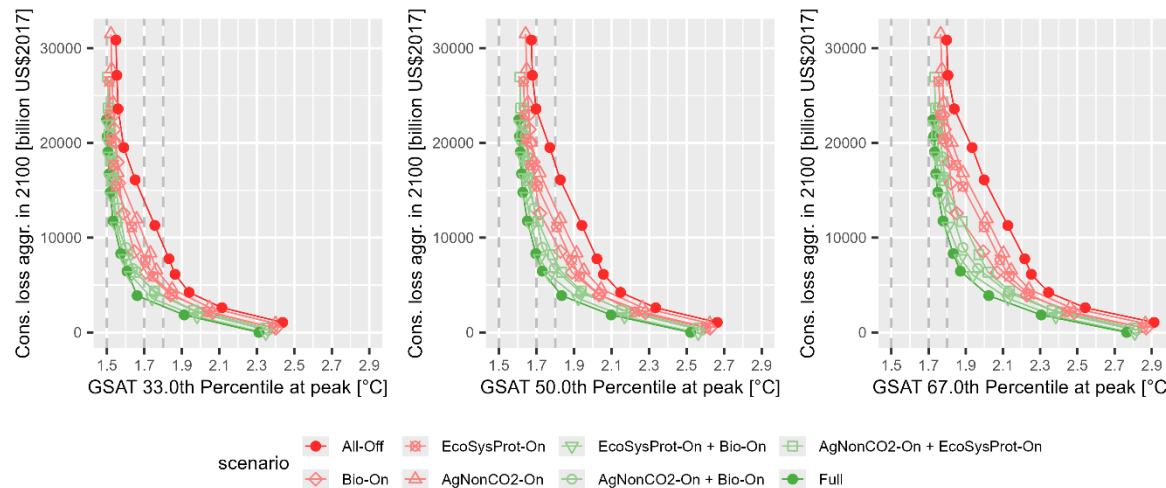 Cons. loss aggr. in 2100 [billion US$2017]
30000
20000
10000
0
1.5 1.7 1.9 2.1 2.3 2.5 2.7 2.9
GSAT 33.0th Percentile at peak [°C]
Cons. loss aggr. in 2100 [billion US$2017]
30000
20000
10000
0
1.5 1.7 1.9 2.1 2.3 2.5 2.7 2.9
GSAT 50.0th Percentile at peak [°C]
Cons. loss aggr. in 2100 [billion US$2017]
30000
20000
10000
0
1.5 1.7 1.9 2.1 2.3 2.5 2.7 2.9
GSAT 67.0th Percentile at peak [°C]
scenario
All-Off EcoSysProt-On EcoSysProt-On + Bio-On AgNonCO2-On + EcoSysProt-On
Bio-On AgNonCO2-On AgNonCO2-On + Bio-On Full